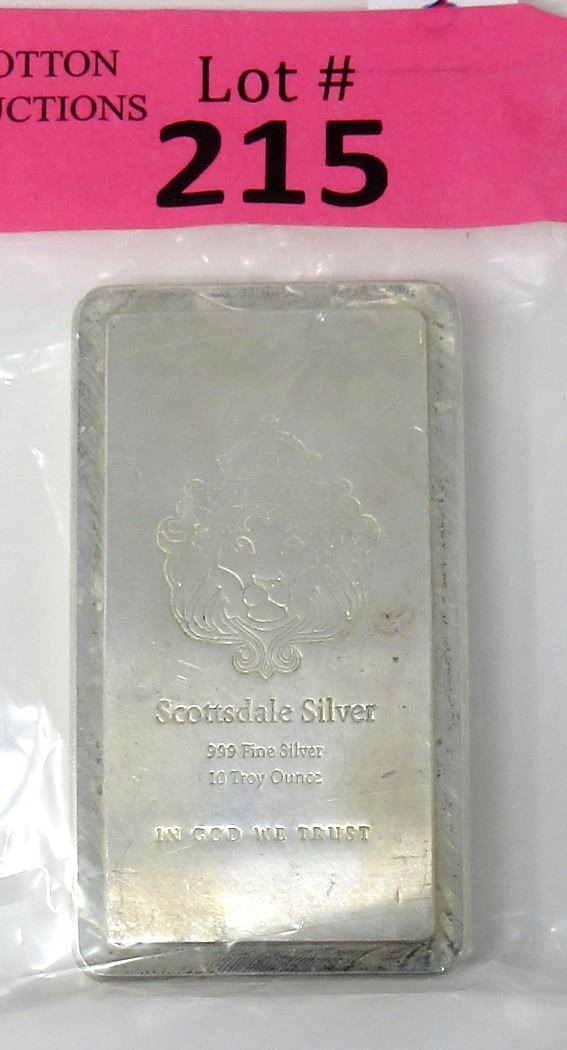 OTTON
UCTIONS
Lot #
215
Scottsdale Silver
999 Fine Silver
10 Troy Ounce
IN GOD WE TRUST